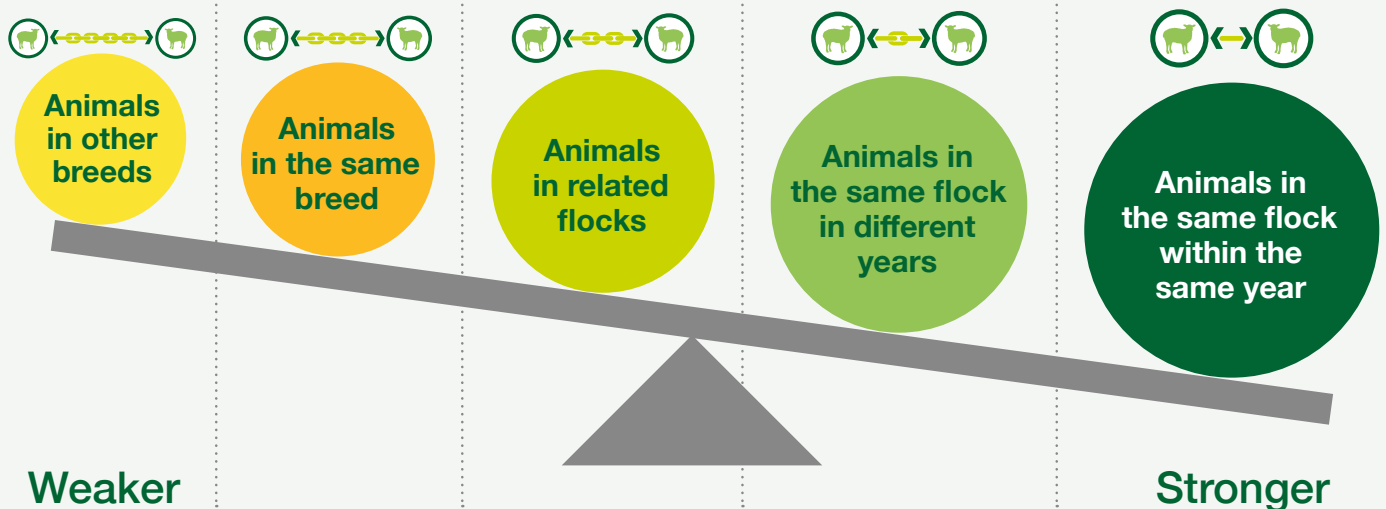 Animals
in other
breeds
Animals
in the same
breed
Animals
in related
flocks
Animals in
the same flock
in different
years
Animals in
the same flock
within the
same year
Weaker
Stronger